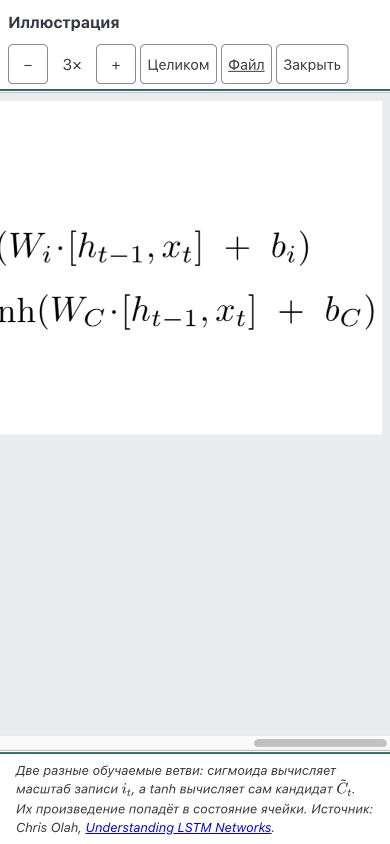 Иллюстрация
− 3× + Целиком Файл Закрыть
(W_i·[h_{t−1}, x_t] + b_i)
nh(W_C·[h_{t−1}, x_t] + b_C)
Две разные обучаемые ветви: сигмоида вычисляет
масштаб записи i_t, а tanh вычисляет сам кандидат C̃_t.
Их произведение попадёт в состояние ячейки. Источник:
Chris Olah, Understanding LSTM Networks.